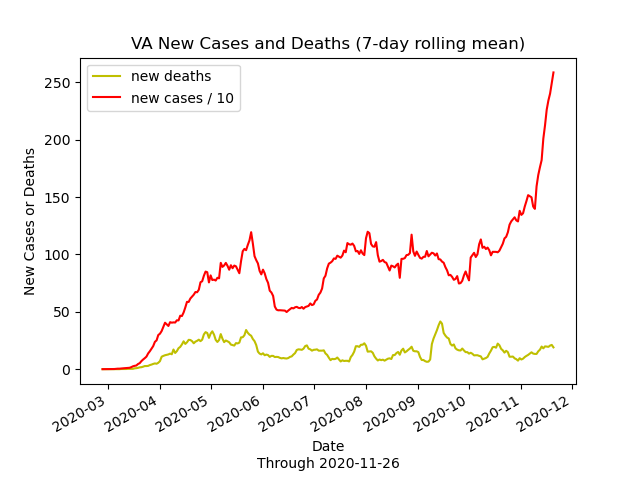 VA New Cases and Deaths (7-day rolling mean)
new deaths
new cases / 10
New Cases or Deaths
250
200
150
100
50
0
2020-03
2020-04
2020-05
2020-06
2020-07
2020-08
2020-09
2020-10
2020-11
2020-12
Date
Through 2020-11-26